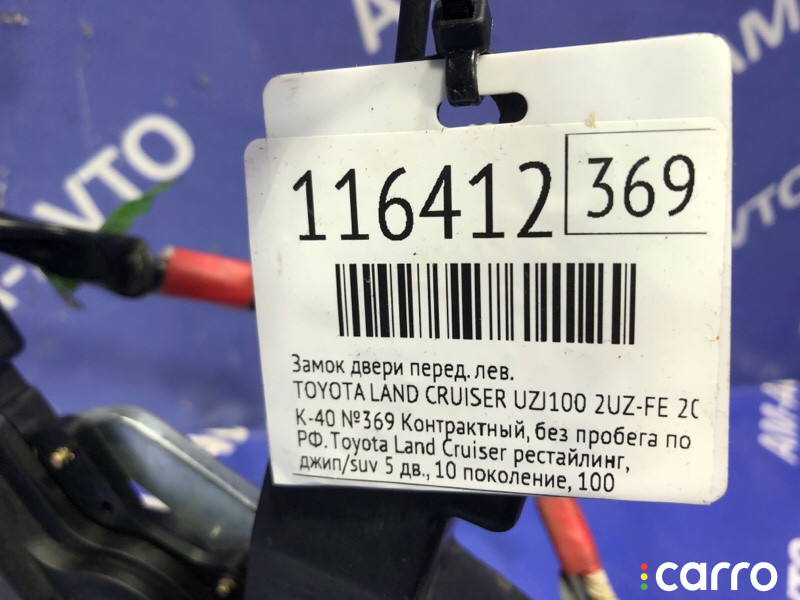 116412 369
Замок двери перед. лев.
TOYOTA LAND CRUISER UZJ100 2UZ-FE
К-40 №369 Контрактный, без пробега по
РФ. Toyota Land Cruiser рестайлинг,
джип/suv 5 дв., 10 поколение, 100
carro